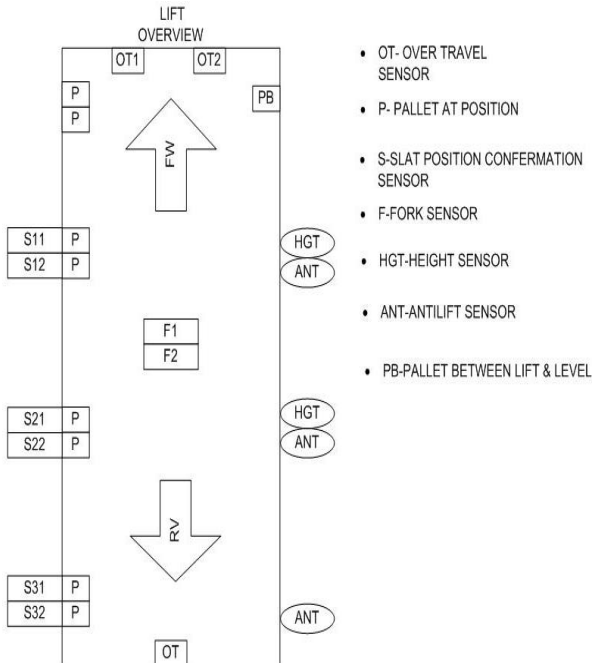 LIFT
OVERVIEW
OT1 OT2
P
P
PB
FW
S11 P
S12 P
HGT
ANT
F1
F2
S21 P
S22 P
HGT
ANT
RV
S31 P
S32 P
ANT
OT
• OT- OVER TRAVEL
SENSOR
• P- PALLET AT POSITION
• S-SLAT POSITION CONFERMATION
SENSOR
• F-FORK SENSOR
• HGT-HEIGHT SENSOR
• ANT-ANTILIFT SENSOR
• PB-PALLET BETWEEN LIFT & LEVEL